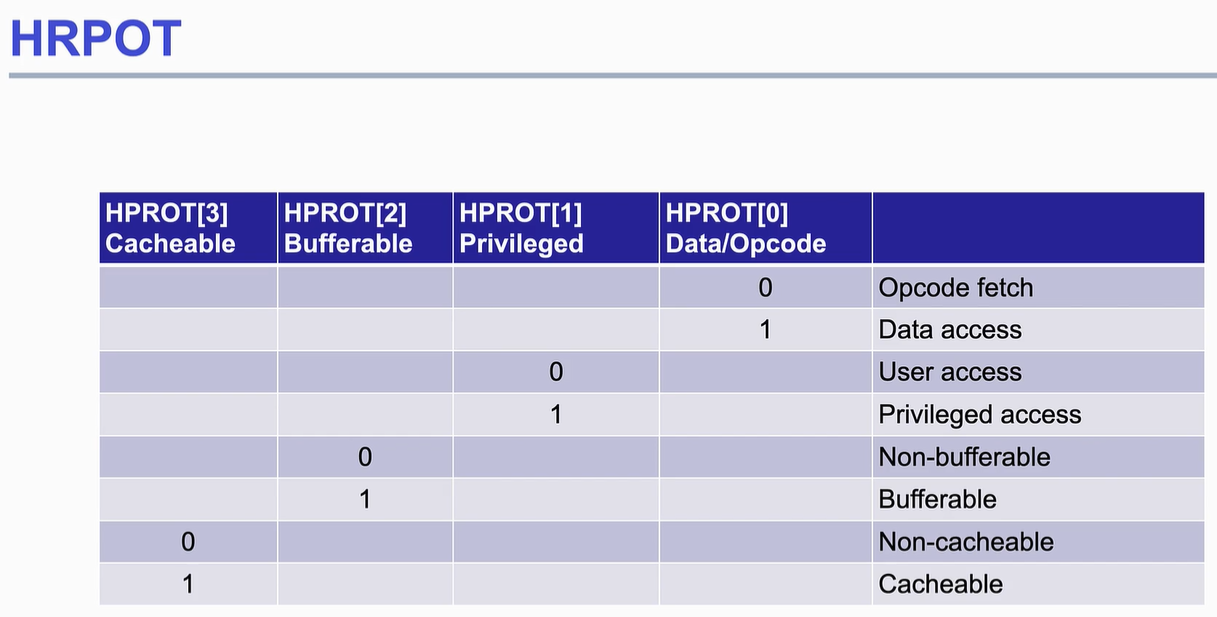 HRPOT
HPROT[3] HPROT[2] HPROT[1] HPROT[0]
Cacheable Bufferable Privileged Data/Opcode
0 Opcode fetch
1 Data access
0 User access
1 Privileged access
0 Non-bufferable
1 Bufferable
0 Non-cacheable
1 Cacheable